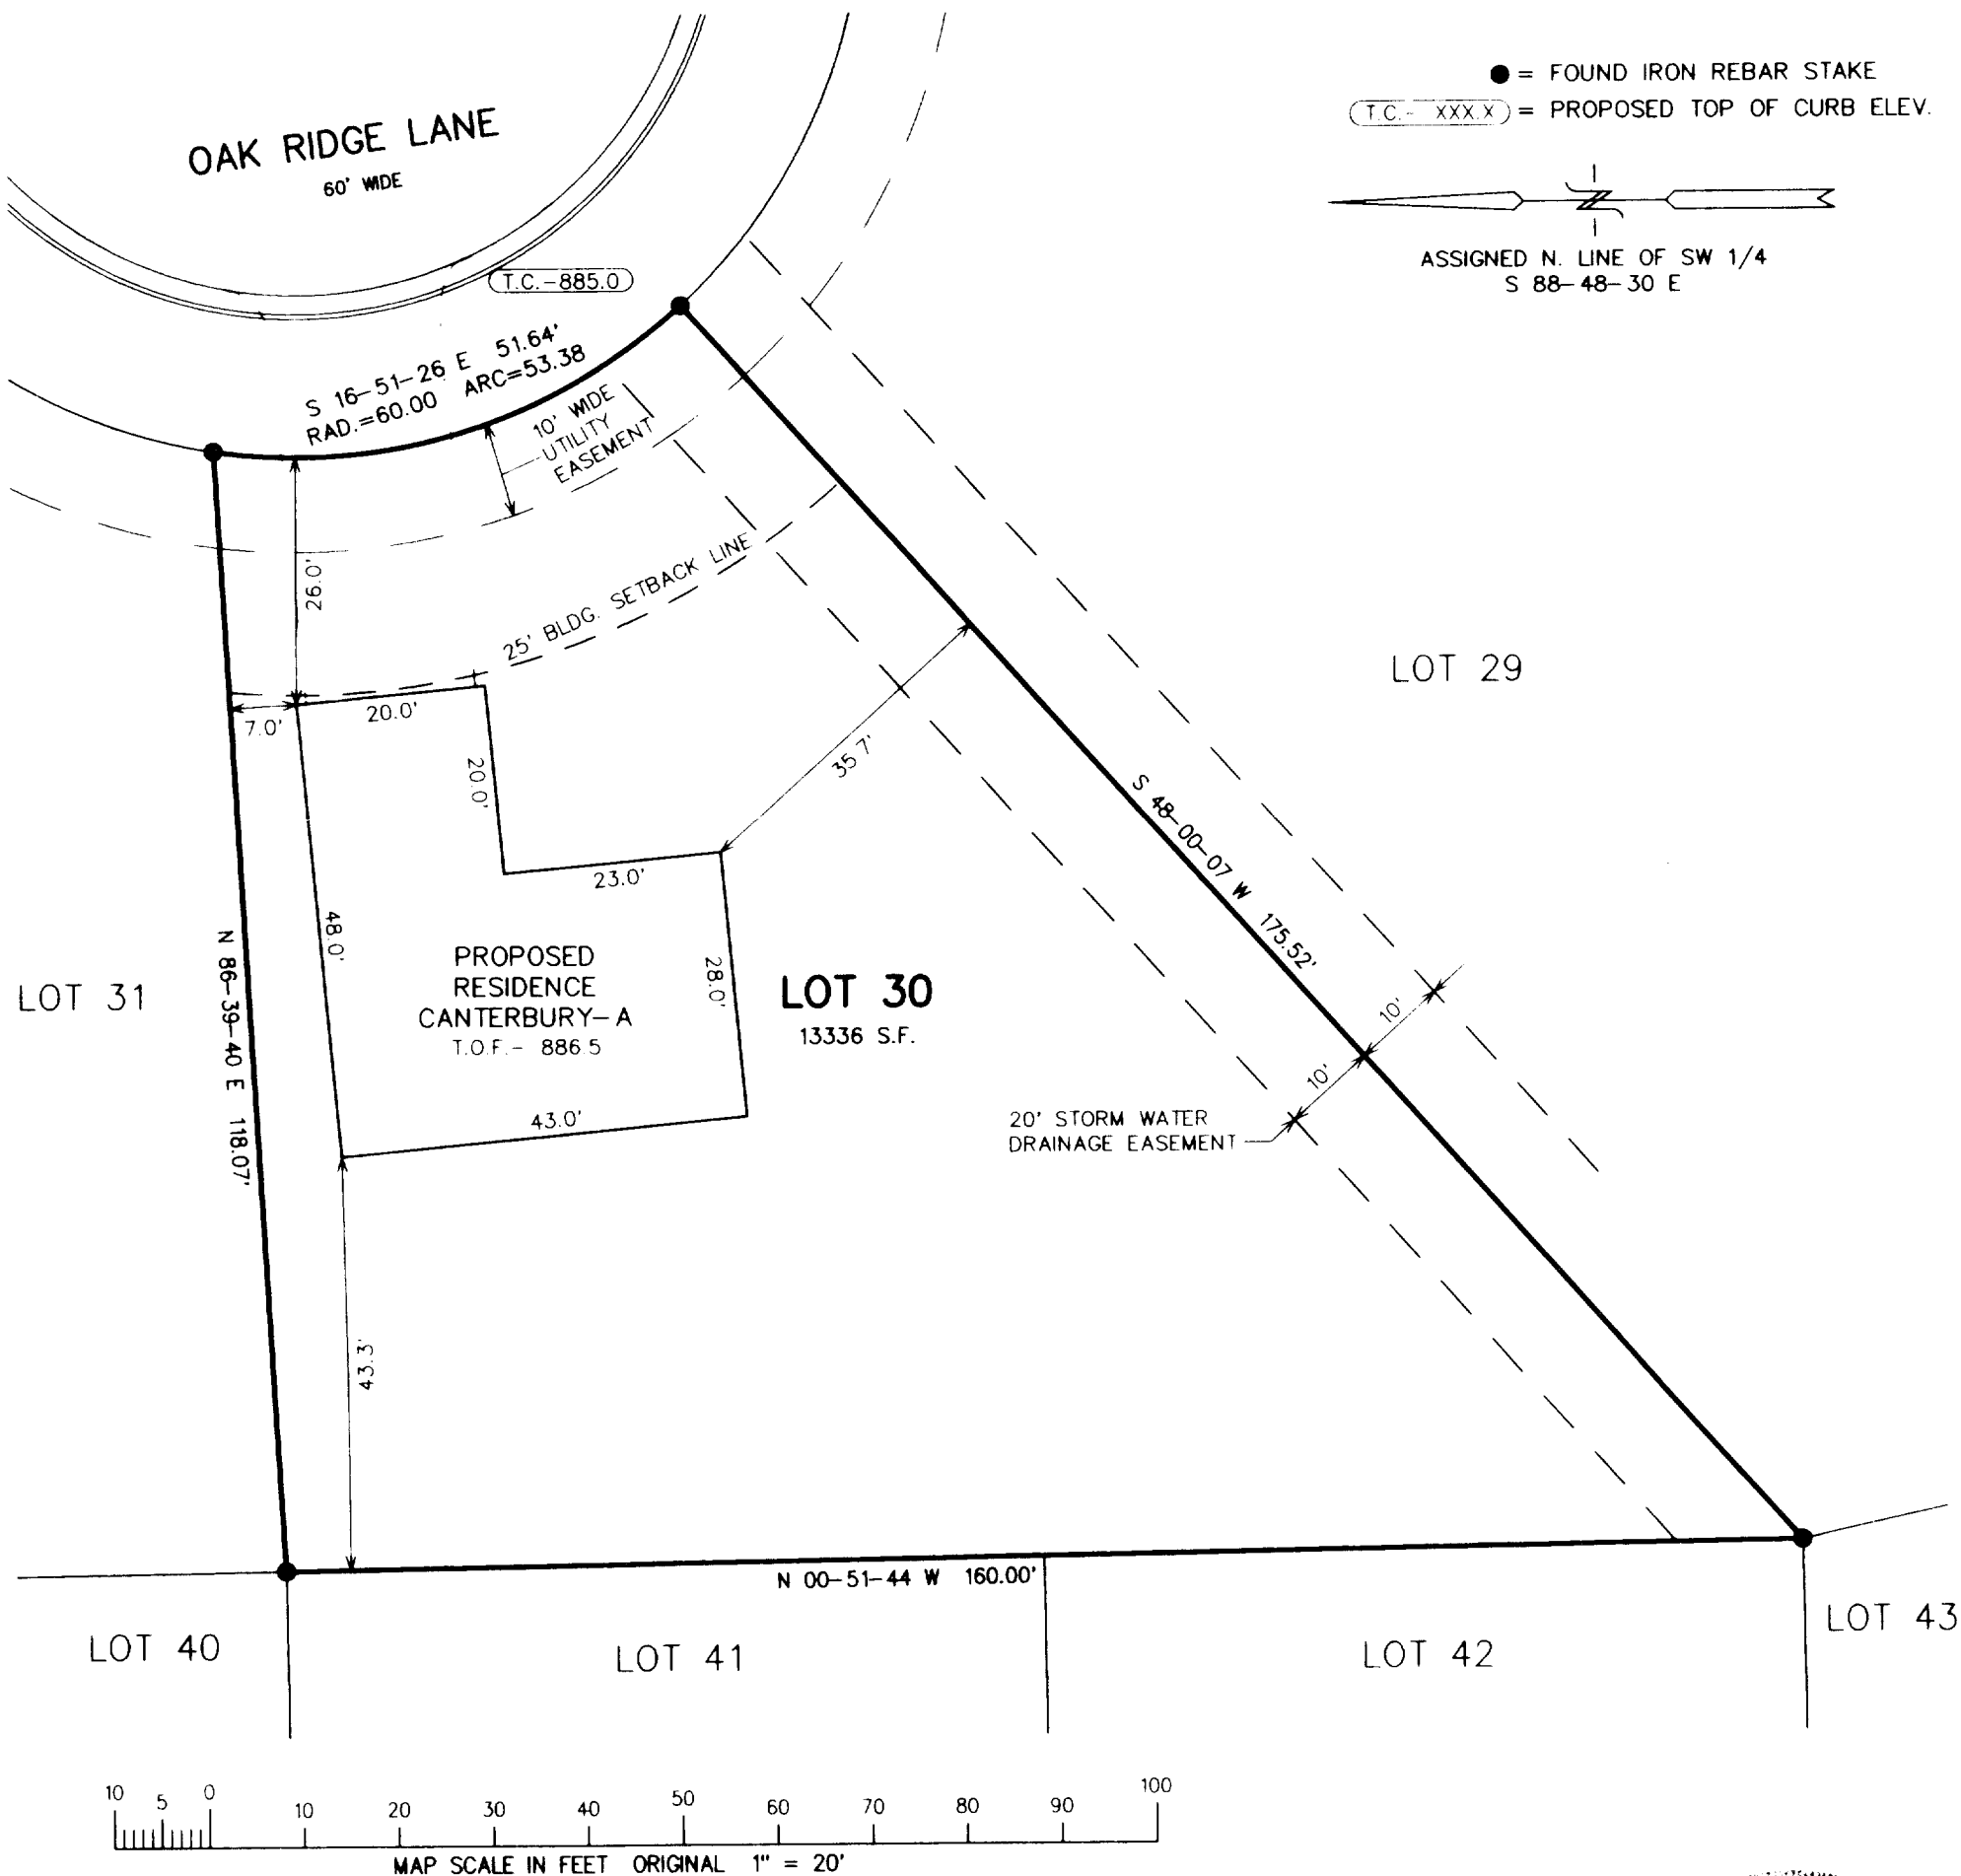 ● = FOUND IRON REBAR STAKE
T.C.- XXX.X = PROPOSED TOP OF CURB ELEV.
ASSIGNED N. LINE OF SW 1/4
S 88-48-30 E
OAK RIDGE LANE
60' WIDE
T.C.-885.0
S 16-51-26 E 51.64'
RAD.=60.00 ARC=53.38
10' WIDE
UTILITY
EASEMENT
26.0'
25' BLDG. SETBACK LINE
7.0'
20.0'
20.0'
35.7'
23.0'
48.0'
28.0'
43.0'
43.3'
LOT 29
S 48-00-07 W 175.52'
N 86-39-40 E 118.07'
LOT 31
PROPOSED
RESIDENCE
CANTERBURY-A
T.O.F.- 886.5
LOT 30
13336 S.F.
10'
10'
20' STORM WATER
DRAINAGE EASEMENT
N 00-51-44 W 160.00'
LOT 40
LOT 41
LOT 42
LOT 43
10 5 0 10 20 30 40 50 60 70 80 90 100
MAP SCALE IN FEET ORIGINAL 1" = 20'